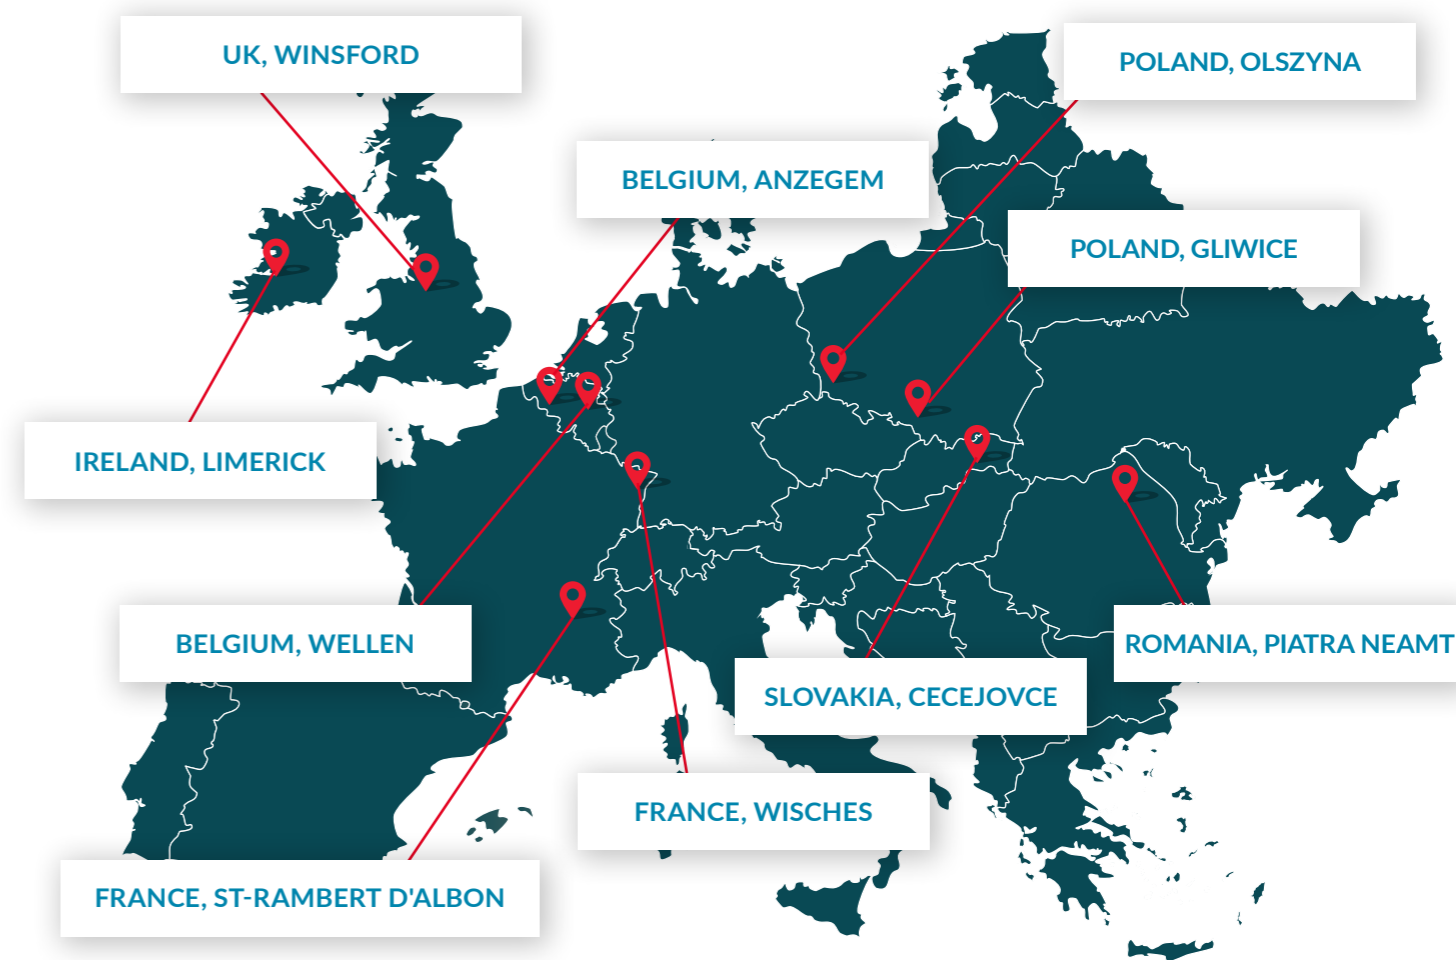 UK, WINSFORD
POLAND, OLSZYNA
BELGIUM, ANZEGEM
POLAND, GLIWICE
IRELAND, LIMERICK
BELGIUM, WELLEN
ROMANIA, PIATRA NEAMT
SLOVAKIA, CECEJOVCE
FRANCE, WISCHES
FRANCE, ST-RAMBERT D'ALBON